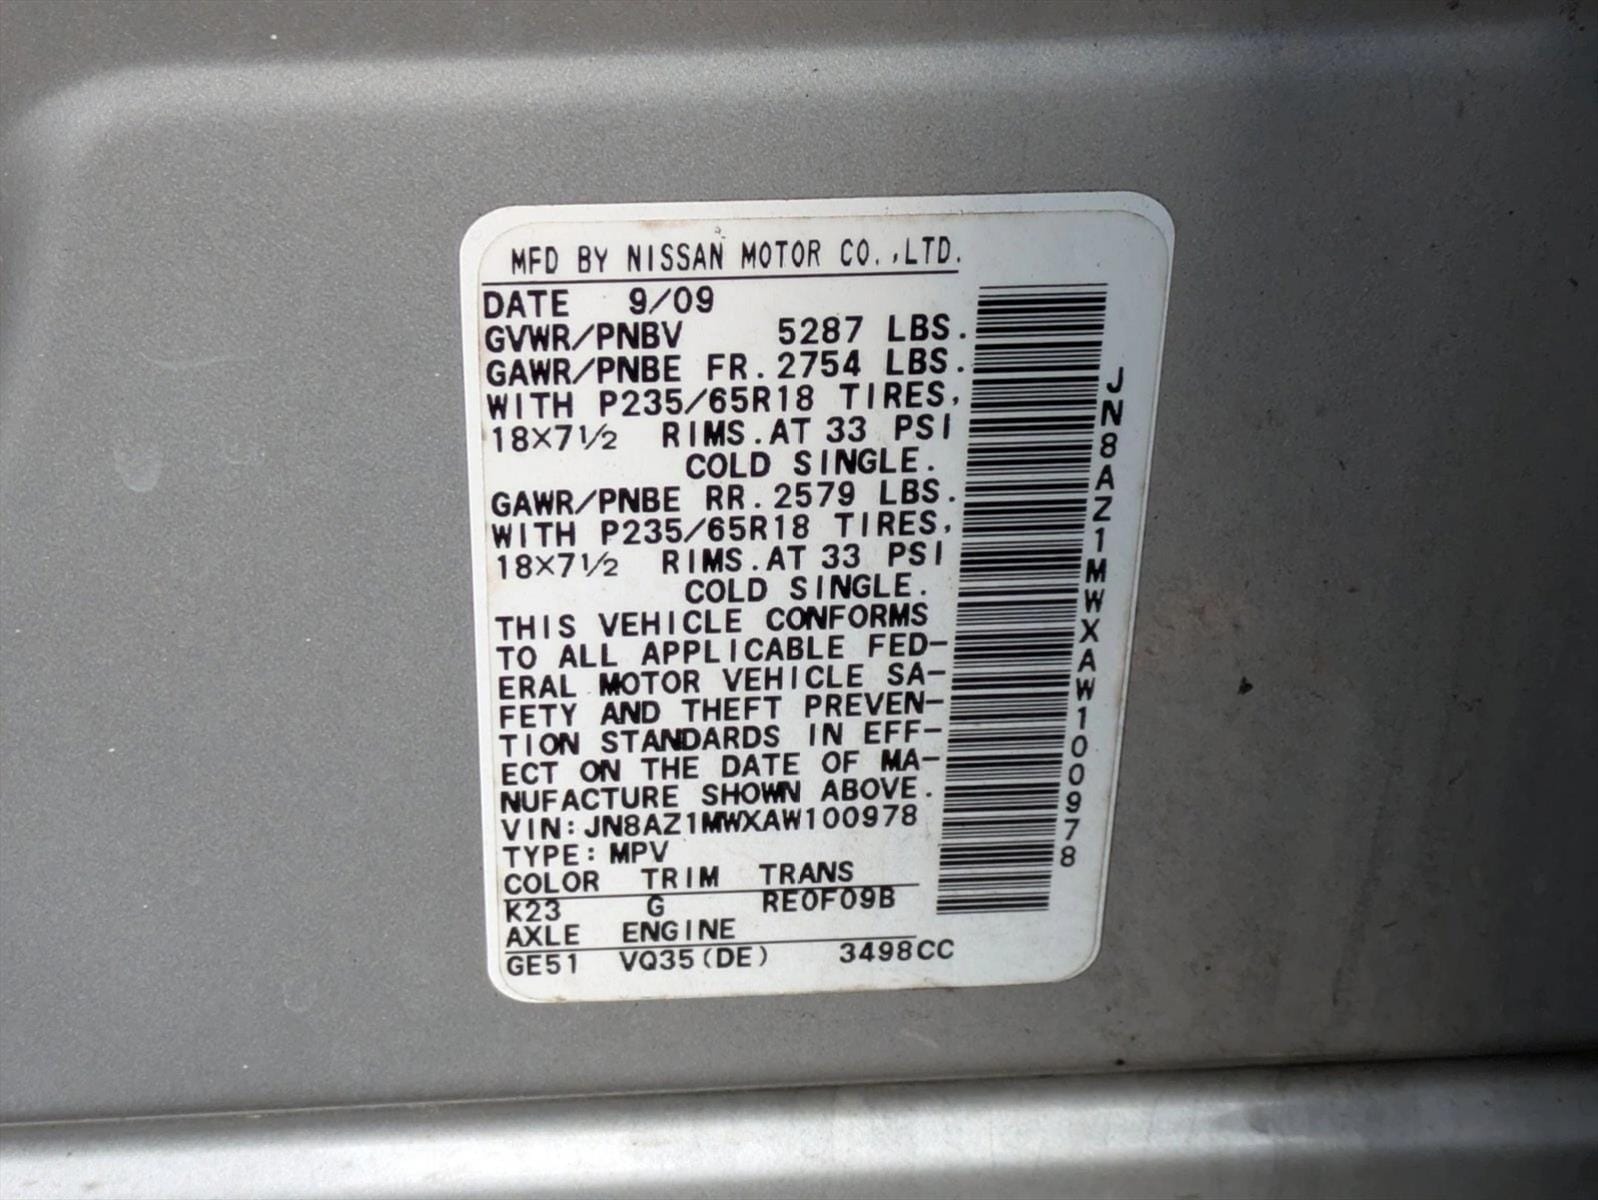 MFD BY NISSAN MOTOR CO.,LTD.
DATE 9/09
GVWR/PNBV 5287 LBS.
GAWR/PNBE FR. 2754 LBS.
WITH P235/65R18 TIRES,
18×7½ RIMS. AT 33 PSI
COLD SINGLE.
GAWR/PNBE RR. 2579 LBS.
WITH P235/65R18 TIRES,
18×7½ RIMS. AT 33 PSI
COLD SINGLE.
THIS VEHICLE CONFORMS
TO ALL APPLICABLE FED-
ERAL MOTOR VEHICLE SA-
FETY AND THEFT PREVEN-
TION STANDARDS IN EFF-
ECT ON THE DATE OF MA-
NUFACTURE SHOWN ABOVE.
VIN: JN8AZ1MWXAW100978
TYPE: MPV
COLOR TRIM TRANS
K23 G RE0F09B
AXLE ENGINE
GE51 VQ35(DE) 3498CC
JN8AZ1MWXAW100978